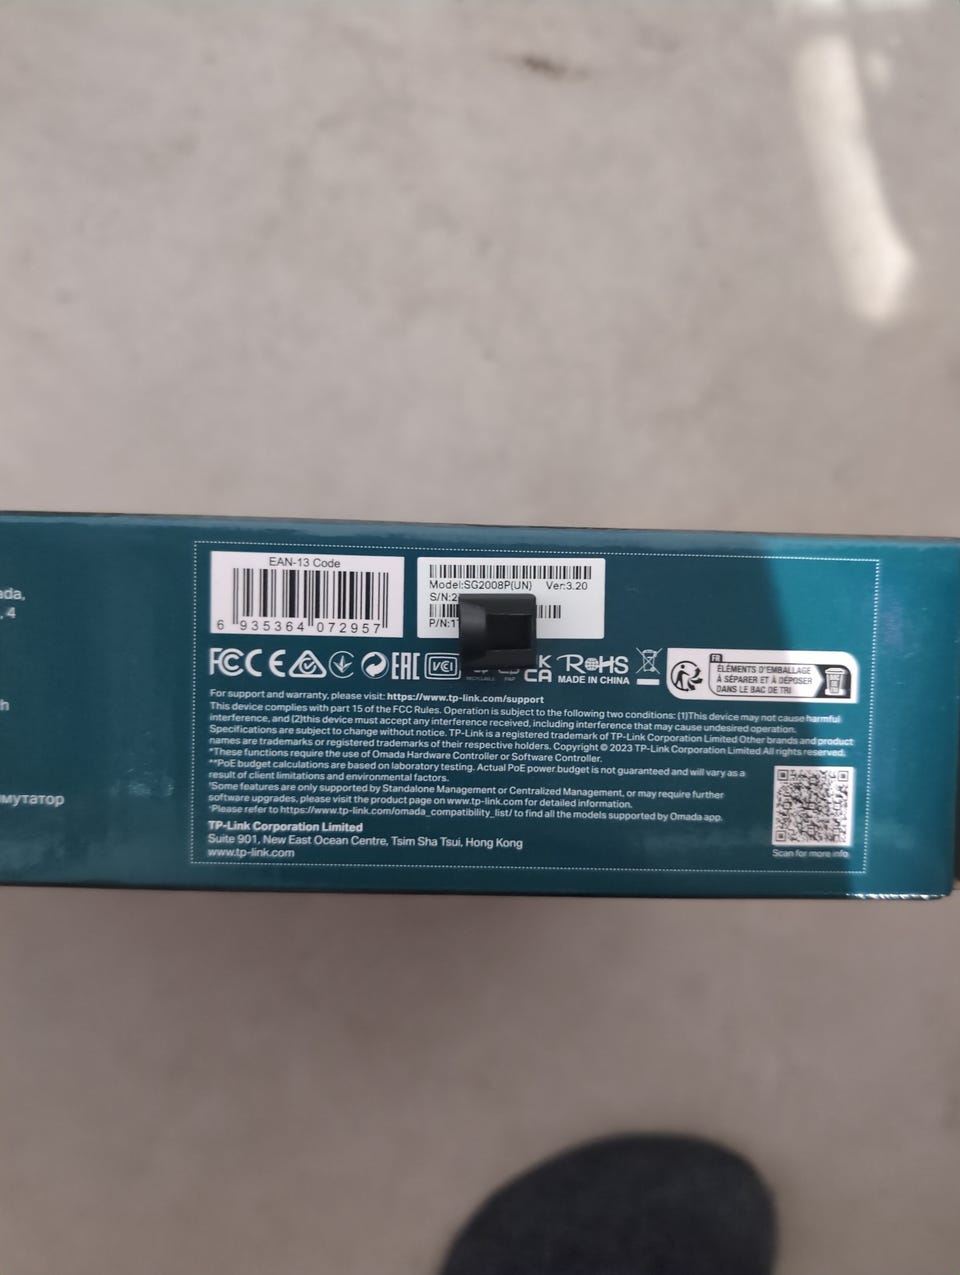 ada,
, 4
h
мутатор
EAN-13 Code
6 935364 072957
Model:SG2008P(UN) Ver:3.20
S/N:2
P/N:1
FC CE EAC VCI UK CA RoHS
MADE IN CHINA
RECYCLABLE PAP
FR
ÉLÉMENTS D'EMBALLAGE
À SÉPARER ET À DÉPOSER
DANS LE BAC DE TRI
BAC DE TRI
For support and warranty, please visit: https://www.tp-link.com/support
This device complies with part 15 of the FCC Rules. Operation is subject to the following two conditions: (1)This device may not cause harmful
interference, and (2)this device must accept any interference received, including interference that may cause undesired operation.
Specifications are subject to change without notice. TP-Link is a registered trademark of TP-Link Corporation Limited Other brands and product
names are trademarks or registered trademarks of their respective holders. Copyright © 2023 TP-Link Corporation Limited All rights reserved.
*These functions require the use of Omada Hardware Controller or Software Controller.
**PoE budget calculations are based on laboratory testing. Actual PoE power budget is not guaranteed and will vary as a
result of client limitations and environmental factors.
†Some features are only supported by Standalone Management or Centralized Management, or may require further
software upgrades, please visit the product page on www.tp-link.com for detailed information.
*Please refer to https://www.tp-link.com/omada_compatibility_list/ to find all the models supported by Omada app.
TP-Link Corporation Limited
Suite 901, New East Ocean Centre, Tsim Sha Tsui, Hong Kong
www.tp-link.com
Scan for more info